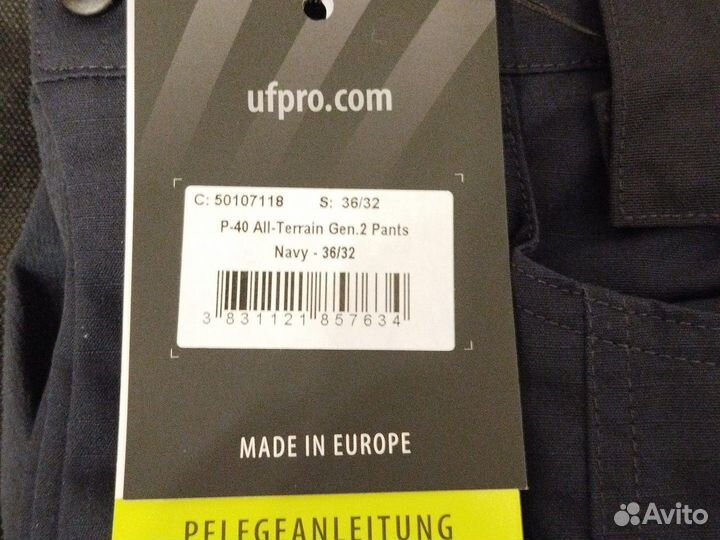 ufpro.com
C: 50107118 S: 36/32
P-40 All-Terrain Gen.2 Pants
Navy - 36/32
3 831121 857634
MADE IN EUROPE
PFLEGEANLEITUNG
Avito